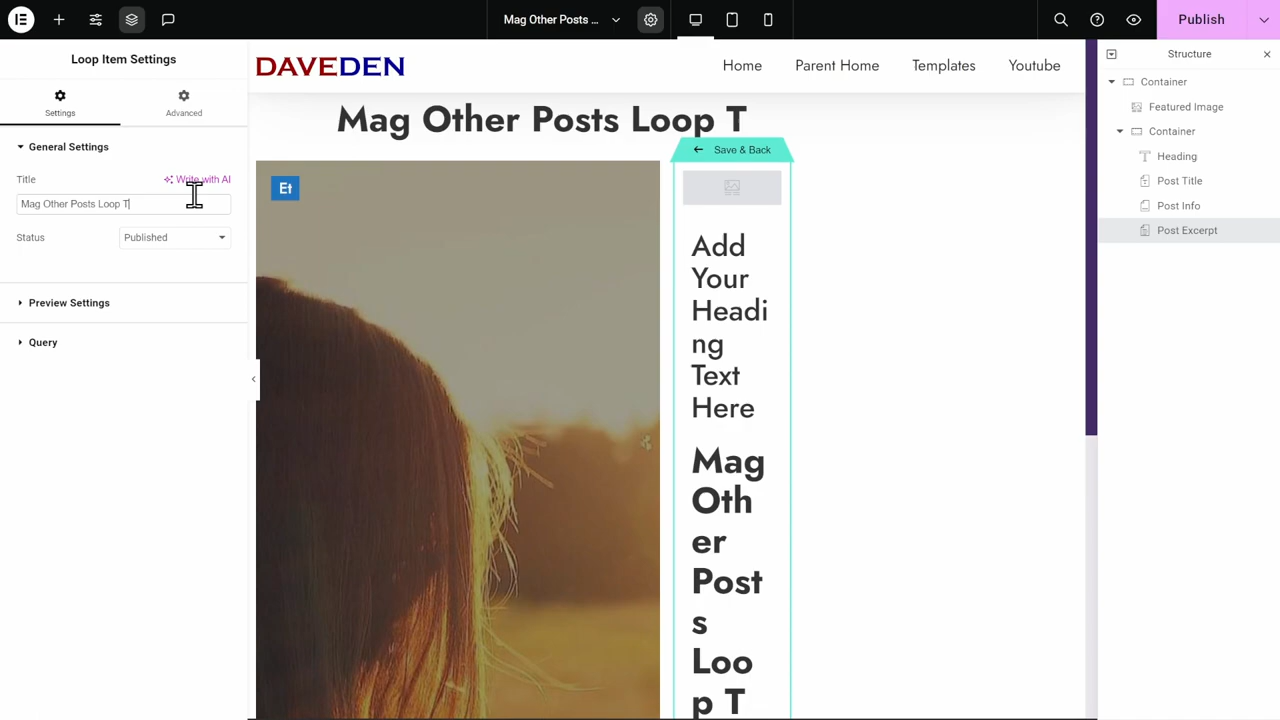 Mag Other Posts ...
Publish
Loop Item Settings
Settings
Advanced
General Settings
Title
Write with AI
Mag Other Posts Loop T
Status
Published
Preview Settings
Query
DAVEDEN
Home
Parent Home
Templates
Youtube
Mag Other Posts Loop T
Save & Back
Et
Add
Your
Headi
ng
Text
Here
Mag
Oth
er
Post
s
Loo
p T
Structure
Container
Featured Image
Container
Heading
Post Title
Post Info
Post Excerpt